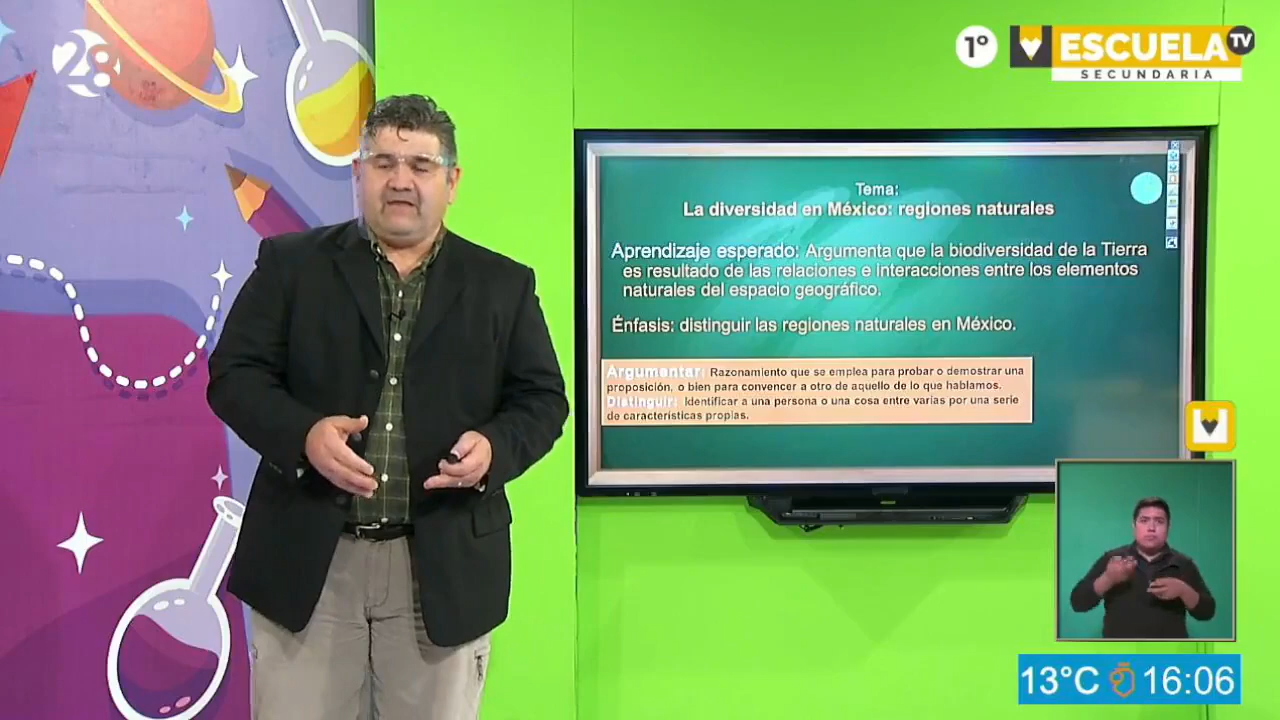 28
1º
ESCUELA TV
SECUNDARIA
Tema:
La diversidad en México: regiones naturales
Aprendizaje esperado: Argumenta que la biodiversidad de la Tierra
es resultado de las relaciones e interacciones entre los elementos
naturales del espacio geográfico.
Énfasis: distinguir las regiones naturales en México.
Argumentar: Razonamiento que se emplea para probar o demostrar una
proposición, o bien para convencer a otro de aquello de lo que hablamos.
Distinguir: Identificar a una persona o una cosa entre varias por una serie
de características propias.
13°C 16:06